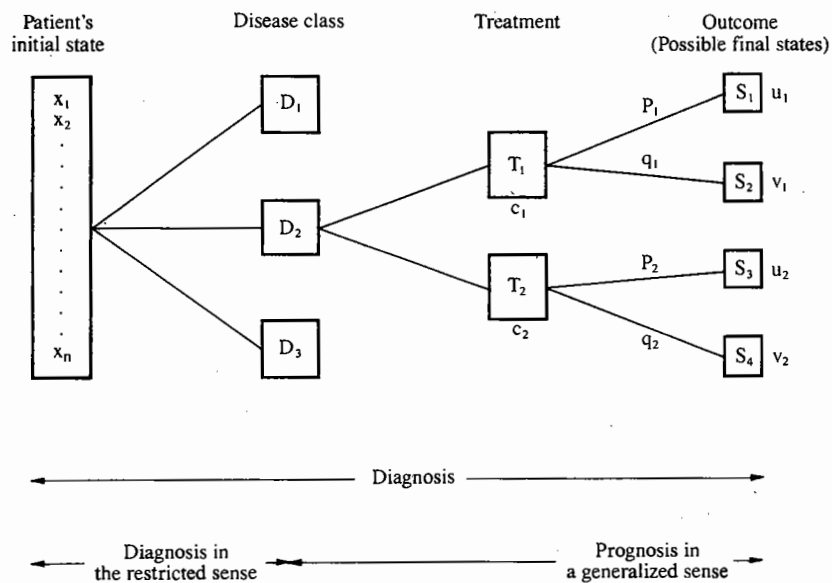 Patient's
initial state
Disease class
Treatment
Outcome
(Possible final states)
x₁
x₂
.
.
.
.
.
.
.
.
.
.
.
xₙ
D₁
D₂
D₃
T₁
c₁
T₂
c₂
P₁
q₁
P₂
q₂
S₁ u₁
S₂ v₁
S₃ u₂
S₄ v₂
Diagnosis
Diagnosis in
the restricted sense
Prognosis in
a generalized sense